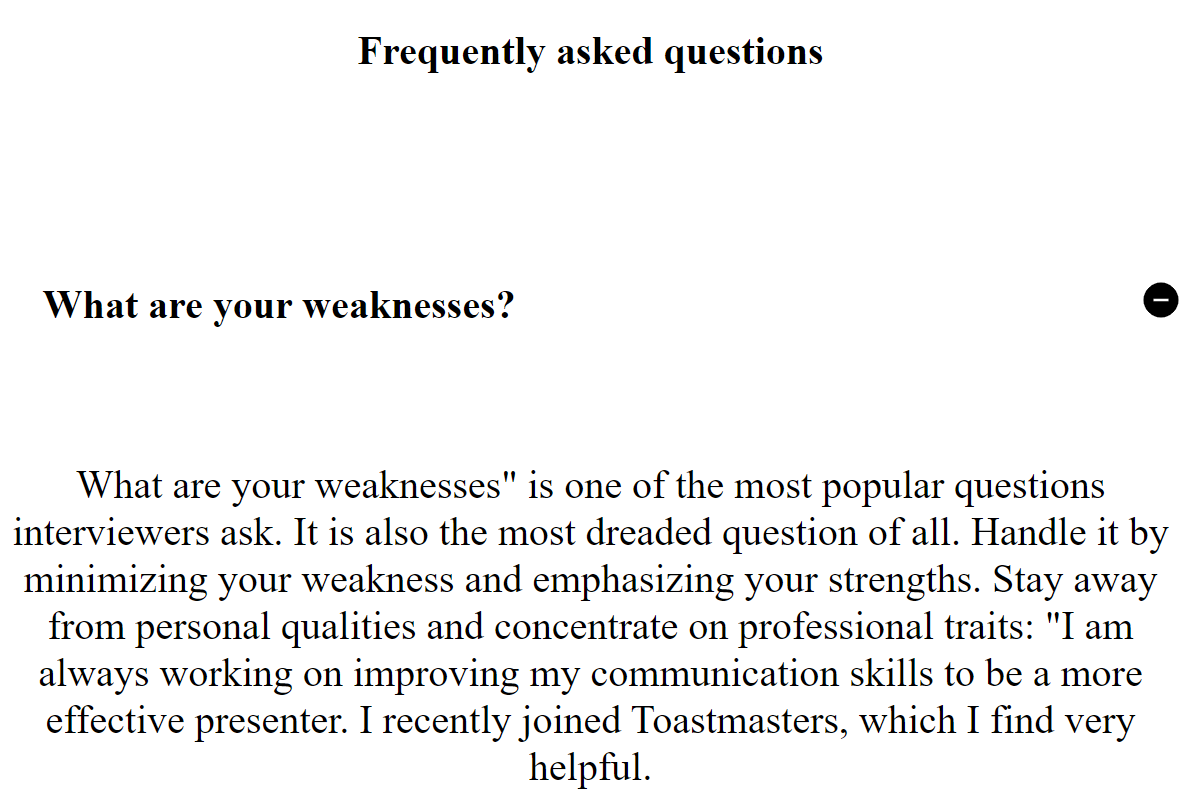 Frequently asked questions
What are your weaknesses?
What are your weaknesses" is one of the most popular questions
interviewers ask. It is also the most dreaded question of all. Handle it by
minimizing your weakness and emphasizing your strengths. Stay away
from personal qualities and concentrate on professional traits: "I am
always working on improving my communication skills to be a more
effective presenter. I recently joined Toastmasters, which I find very
helpful.